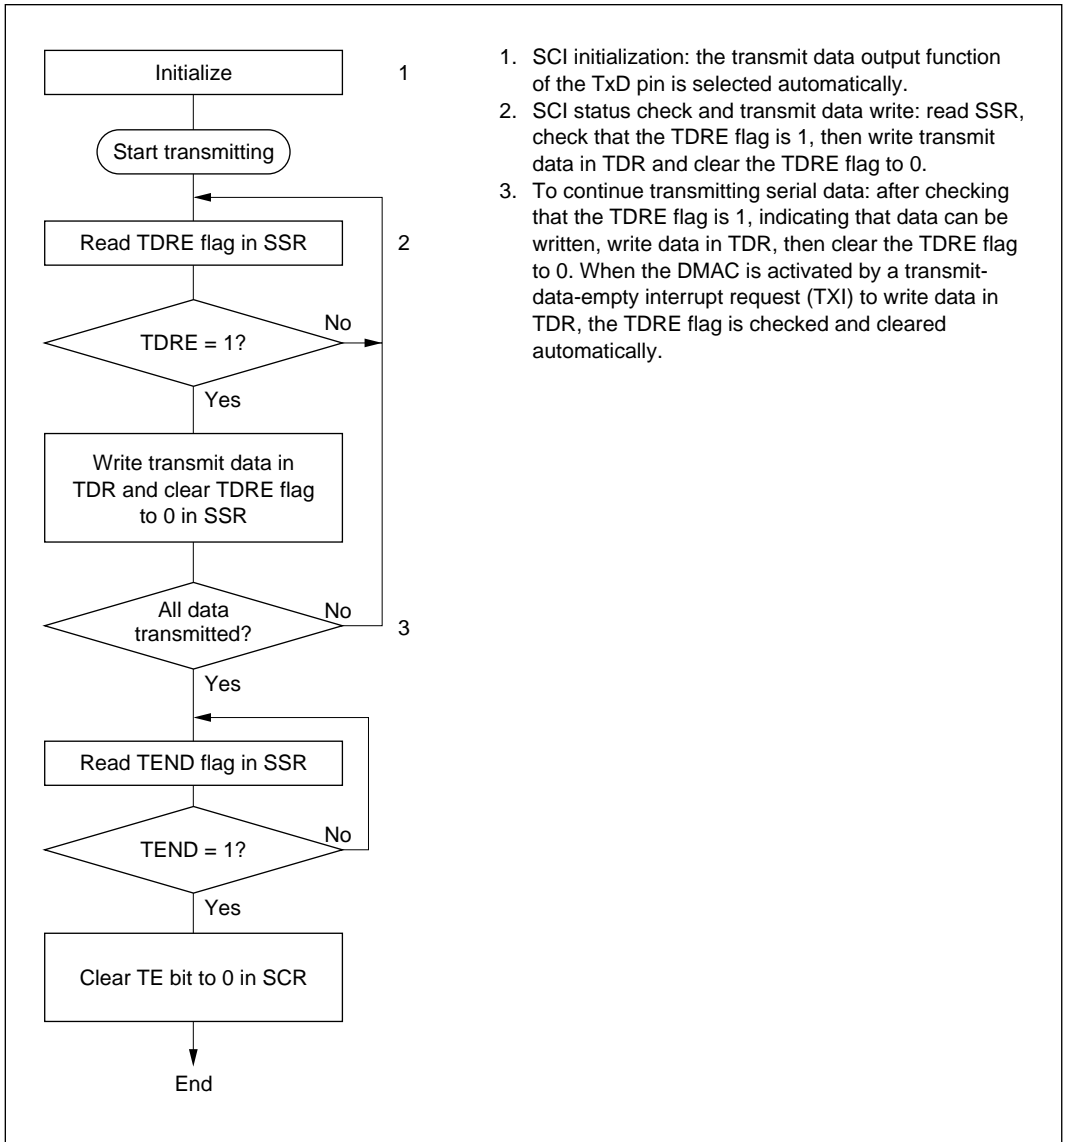 Initialize
1
Start transmitting
Read TDRE flag in SSR
2
TDRE = 1?
No
Yes
Write transmit data in
TDR and clear TDRE flag
to 0 in SSR
All data
transmitted?
No
3
Yes
Read TEND flag in SSR
TEND = 1?
No
Yes
Clear TE bit to 0 in SCR
End
1. SCI initialization: the transmit data output function
of the TxD pin is selected automatically.
2. SCI status check and transmit data write: read SSR,
check that the TDRE flag is 1, then write transmit
data in TDR and clear the TDRE flag to 0.
3. To continue transmitting serial data: after checking
that the TDRE flag is 1, indicating that data can be
written, write data in TDR, then clear the TDRE flag
to 0. When the DMAC is activated by a transmit-
data-empty interrupt request (TXI) to write data in
TDR, the TDRE flag is checked and cleared
automatically.